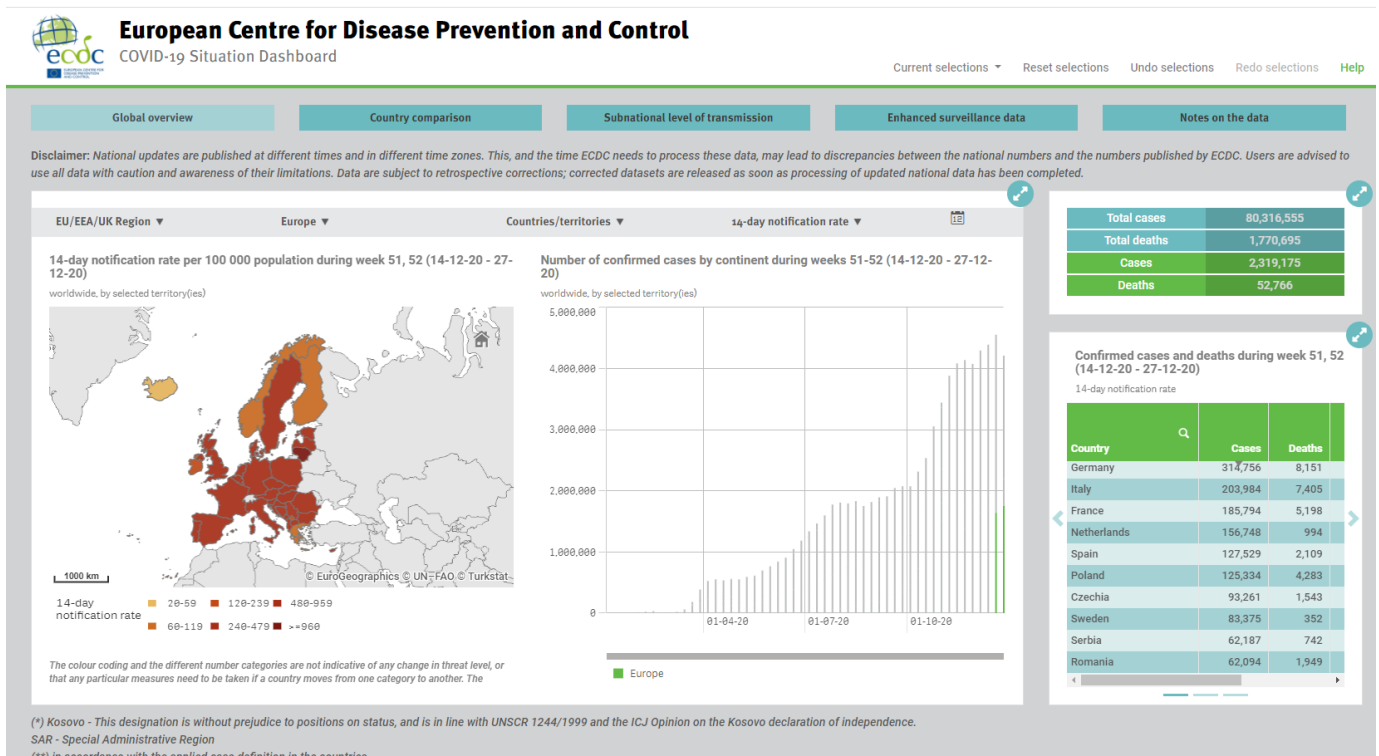 European Centre for Disease Prevention and Control
ecdc
EUROPEAN CENTRE FOR DISEASE PREVENTION AND CONTROL
COVID-19 Situation Dashboard
Current selections Reset selections Undo selections Redo selections Help
Global overview Country comparison Subnational level of transmission Enhanced surveillance data Notes on the data
Disclaimer: National updates are published at different times and in different time zones. This, and the time ECDC needs to process these data, may lead to discrepancies between the national numbers and the numbers published by ECDC. Users are advised to
use all data with caution and awareness of their limitations. Data are subject to retrospective corrections; corrected datasets are released as soon as processing of updated national data has been completed.
EU/EEA/UK Region ▼ Europe ▼ Countries/territories ▼ 14-day notification rate ▼ 12
14-day notification rate per 100 000 population during week 51, 52 (14-12-20 - 27-
12-20)
worldwide, by selected territory(ies)
1000 km
© EuroGeographics © UN-FAO © Turkstat
14-day
notification rate
20-59 120-239 480-959
60-119 240-479 >=960
The colour coding and the different number categories are not indicative of any change in threat level, or
that any particular measures need to be taken if a country moves from one category to another. The
Number of confirmed cases by continent during weeks 51-52 (14-12-20 - 27-12-
20)
worldwide, by selected territory(ies)
5,000,000
4,000,000
3,000,000
2,000,000
1,000,000
0
01-04-20 01-07-20 01-10-20
Europe
Total cases 80,316,555
Total deaths 1,770,695
Cases 2,319,175
Deaths 52,766
Confirmed cases and deaths during week 51, 52
(14-12-20 - 27-12-20)
14-day notification rate
Country Cases Deaths
Germany 314,756 8,151
Italy 203,984 7,405
France 185,794 5,198
Netherlands 156,748 994
Spain 127,529 2,109
Poland 125,334 4,283
Czechia 93,261 1,543
Sweden 83,375 352
Serbia 62,187 742
Romania 62,094 1,949
(*) Kosovo - This designation is without prejudice to positions on status, and is in line with UNSCR 1244/1999 and the ICJ Opinion on the Kosovo declaration of independence.
SAR - Special Administrative Region
(**) in accordance with the applied case definition in the countries